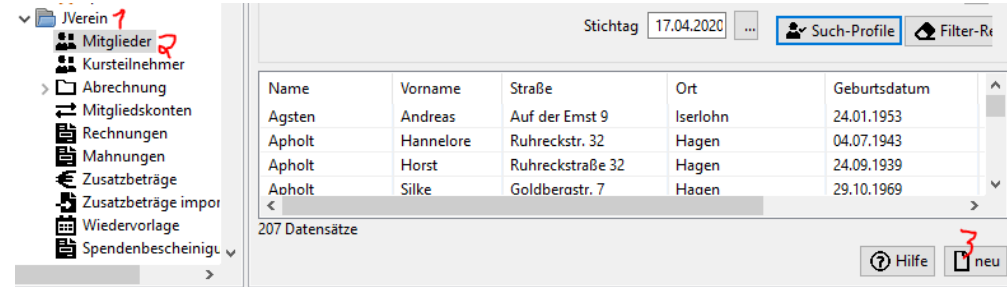 JVerein 1
Mitglieder 2
Kursteilnehmer
Abrechnung
Mitgliedskonten
Rechnungen
Mahnungen
Zusatzbeträge
Zusatzbeträge impor
Wiedervorlage
Spendenbescheinigu
Stichtag 17.04.2020 ... Such-Profile Filter-Re
Name Vorname Straße Ort Geburtsdatum
Agsten Andreas Auf der Emst 9 Iserlohn 24.01.1953
Apholt Hannelore Ruhreckstr. 32 Hagen 04.07.1943
Apholt Horst Ruhreckstraße 32 Hagen 24.09.1939
Apholt Silke Goldbergstr. 7 Hagen 29.10.1969
207 Datensätze
3
Hilfe neu